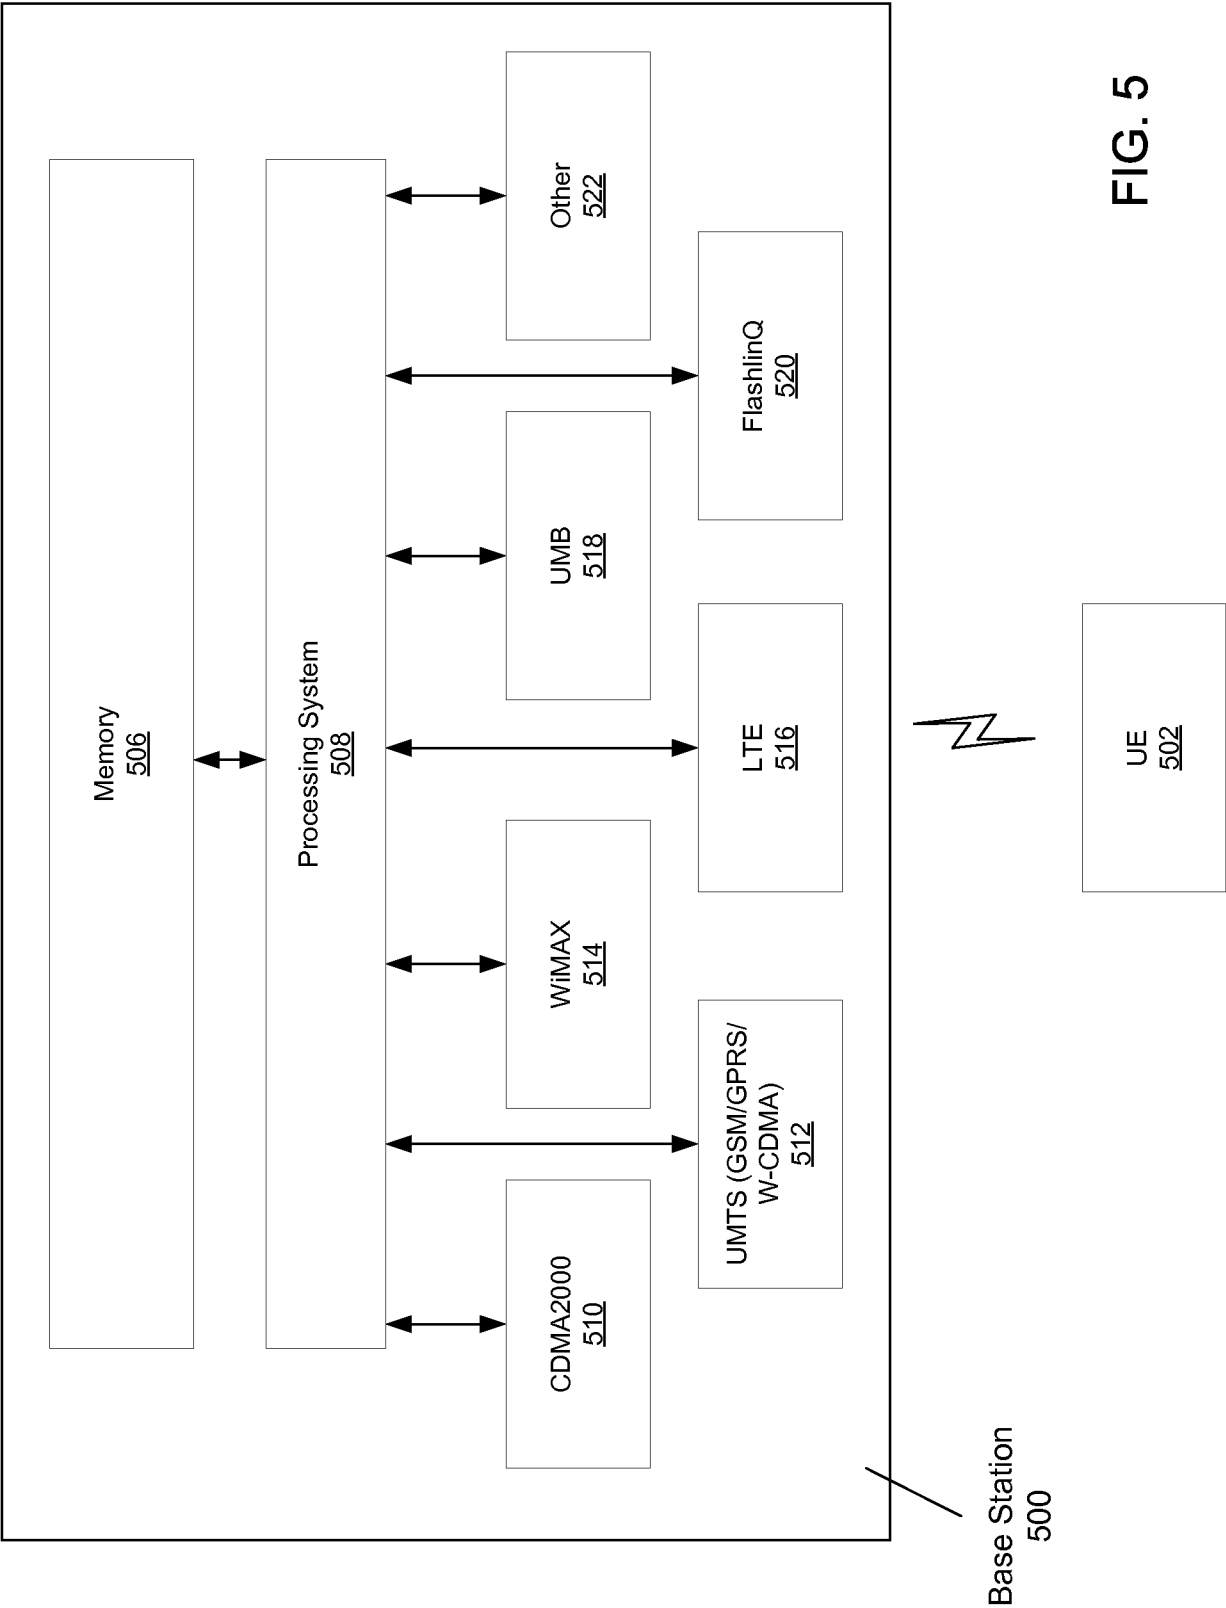 Memory
506
Processing System
508
CDMA2000
510
UMTS (GSM/GPRS/
W-CDMA)
512
WiMAX
514
LTE
516
UMB
518
FlashlinQ
520
Other
522
Base Station
500
UE
502
FIG. 5